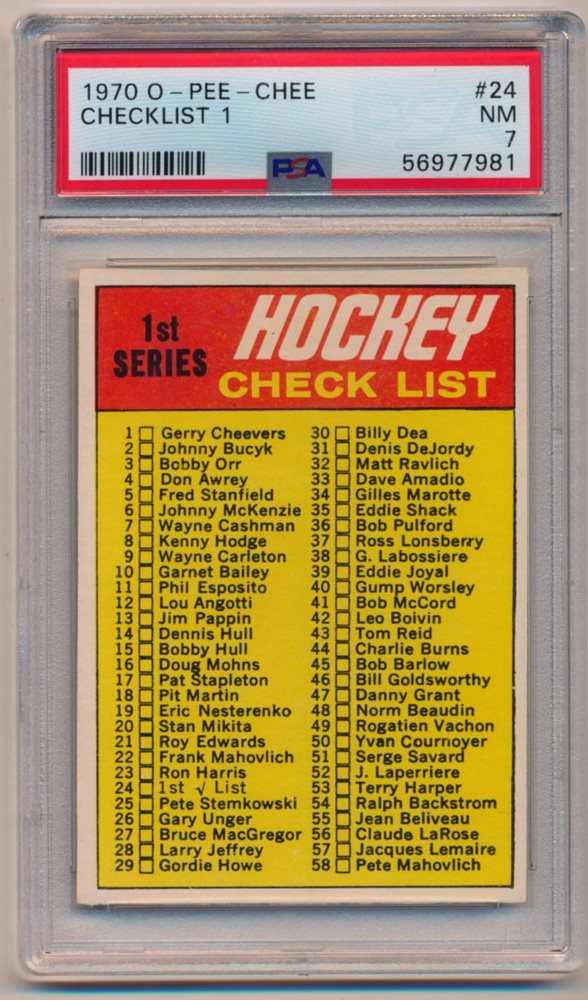 1970 O-PEE-CHEE #24
CHECKLIST 1 NM
7
PSA 56977981
1st
SERIES
HOCKEY
CHECK LIST
1 Gerry Cheevers
2 Johnny Bucyk
3 Bobby Orr
4 Don Awrey
5 Fred Stanfield
6 Johnny McKenzie
7 Wayne Cashman
8 Kenny Hodge
9 Wayne Carleton
10 Garnet Bailey
11 Phil Esposito
12 Lou Angotti
13 Jim Pappin
14 Dennis Hull
15 Bobby Hull
16 Doug Mohns
17 Pat Stapleton
18 Pit Martin
19 Eric Nesterenko
20 Stan Mikita
21 Roy Edwards
22 Frank Mahovlich
23 Ron Harris
24 1st √ List
25 Pete Stemkowski
26 Gary Unger
27 Bruce MacGregor
28 Larry Jeffrey
29 Gordie Howe
30 Billy Dea
31 Denis DeJordy
32 Matt Ravlich
33 Dave Amadio
34 Gilles Marotte
35 Eddie Shack
36 Bob Pulford
37 Ross Lonsberry
38 G. Labossiere
39 Eddie Joyal
40 Gump Worsley
41 Bob McCord
42 Leo Boivin
43 Tom Reid
44 Charlie Burns
45 Bob Barlow
46 Bill Goldsworthy
47 Danny Grant
48 Norm Beaudin
49 Rogatien Vachon
50 Yvan Cournoyer
51 Serge Savard
52 J. Laperriere
53 Terry Harper
54 Ralph Backstrom
55 Jean Beliveau
56 Claude LaRose
57 Jacques Lemaire
58 Pete Mahovlich